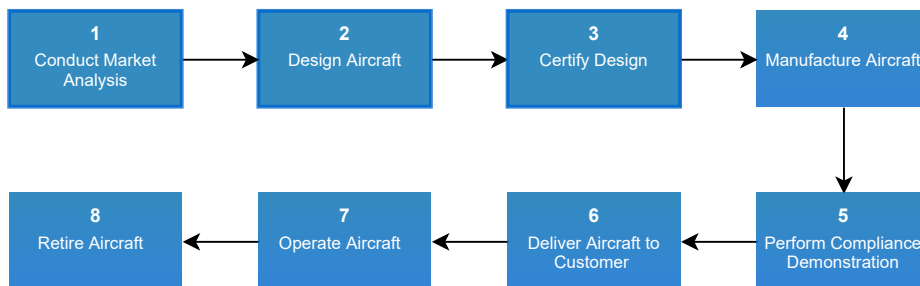 1
Conduct Market
Analysis
2
Design Aircraft
3
Certify Design
4
Manufacture Aircraft
5
Perform Compliance
Demonstration
6
Deliver Aircraft to
Customer
7
Operate Aircraft
8
Retire Aircraft